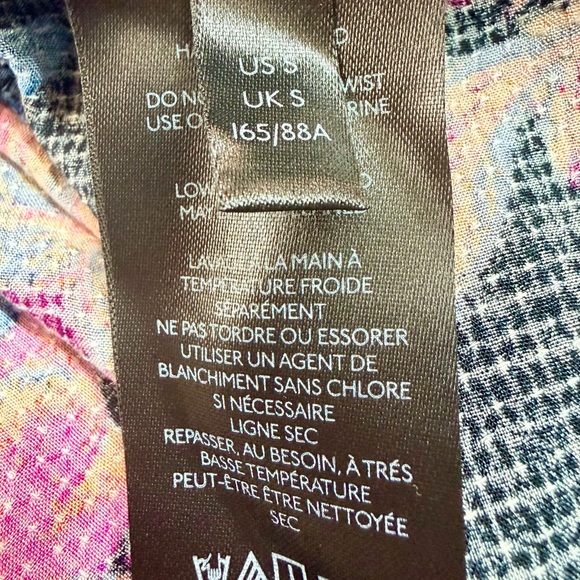 US S
UK S
165/88A
DO NO WIST
USE O RINE
LOW
MA
LAV LA MAIN À
TEMPÉRATURE FROIDE
SÉPARÉMENT
NE PAS TORDRE OU ESSORER
UTILISER UN AGENT DE
BLANCHIMENT SANS CHLORE
SI NÉCESSAIRE
LIGNE SEC
REPASSER, AU BESOIN, À TRÉS
BASSE TEMPÉRATURE
PEUT-ÊTRE ÊTRE NETTOYÉE
SEC